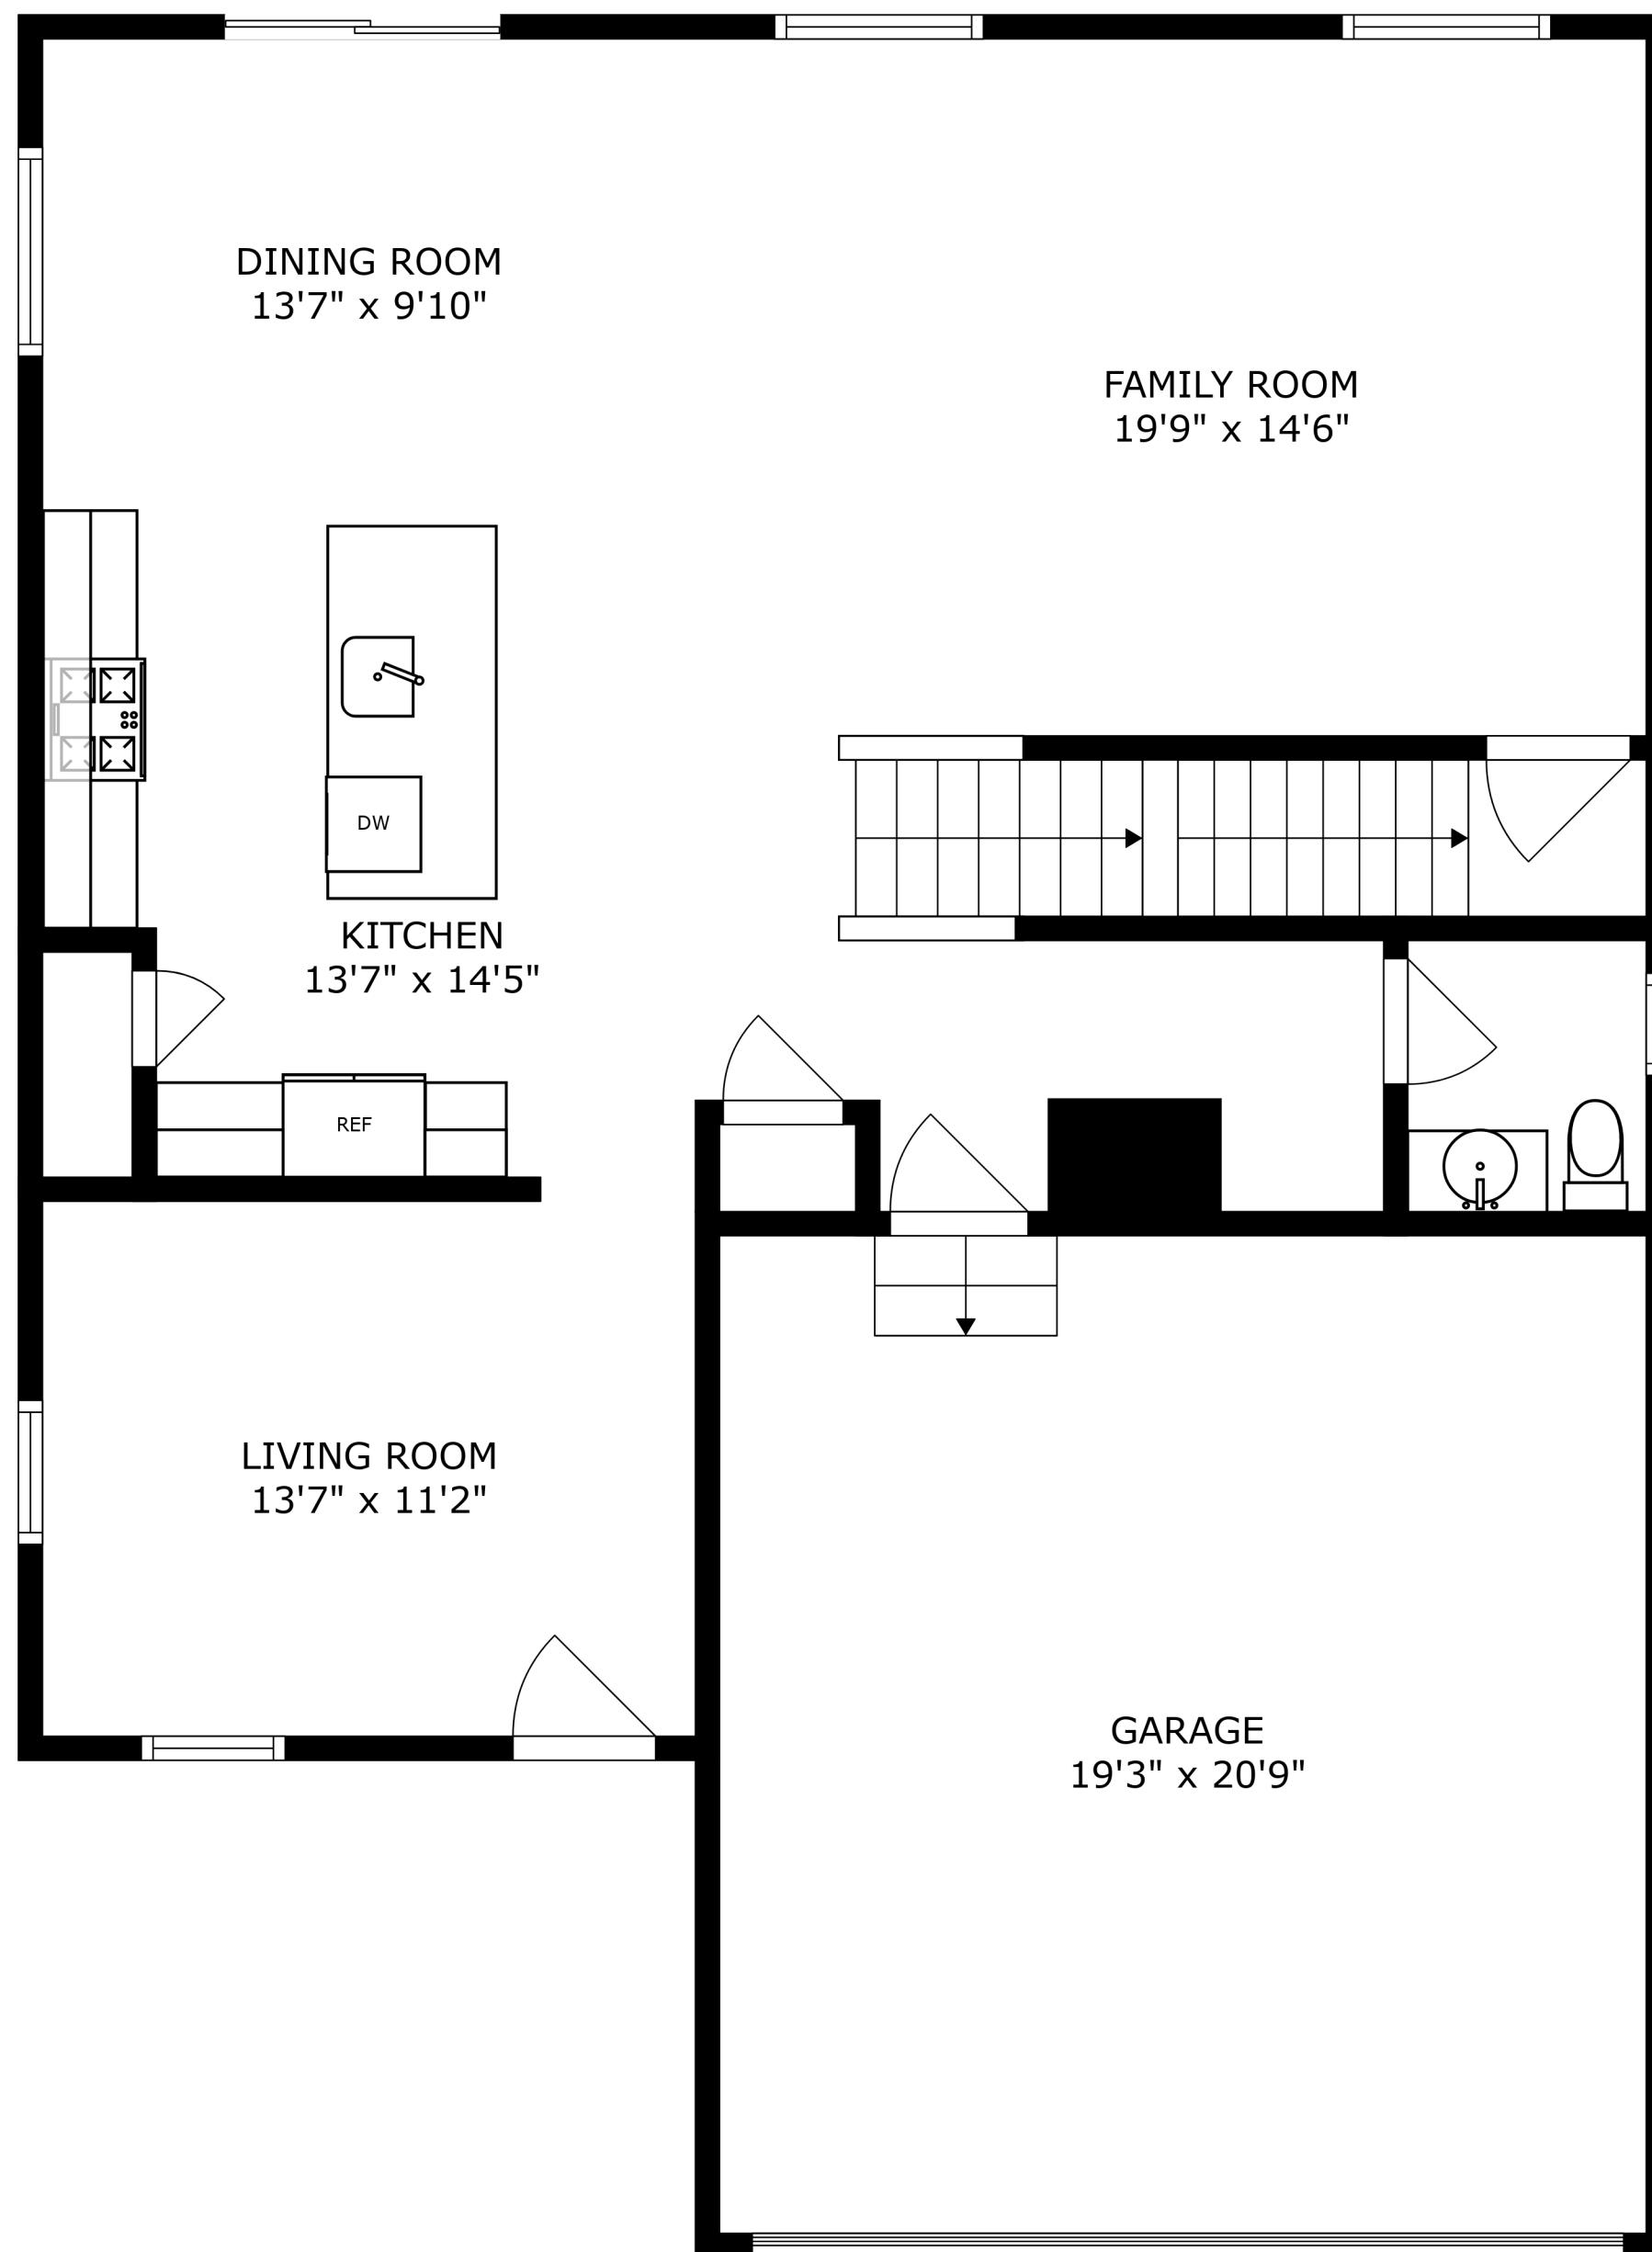 DINING ROOM
13'7" x 9'10"
FAMILY ROOM
19'9" x 14'6"
DW
KITCHEN
13'7" x 14'5"
REF
LIVING ROOM
13'7" x 11'2"
GARAGE
19'3" x 20'9"